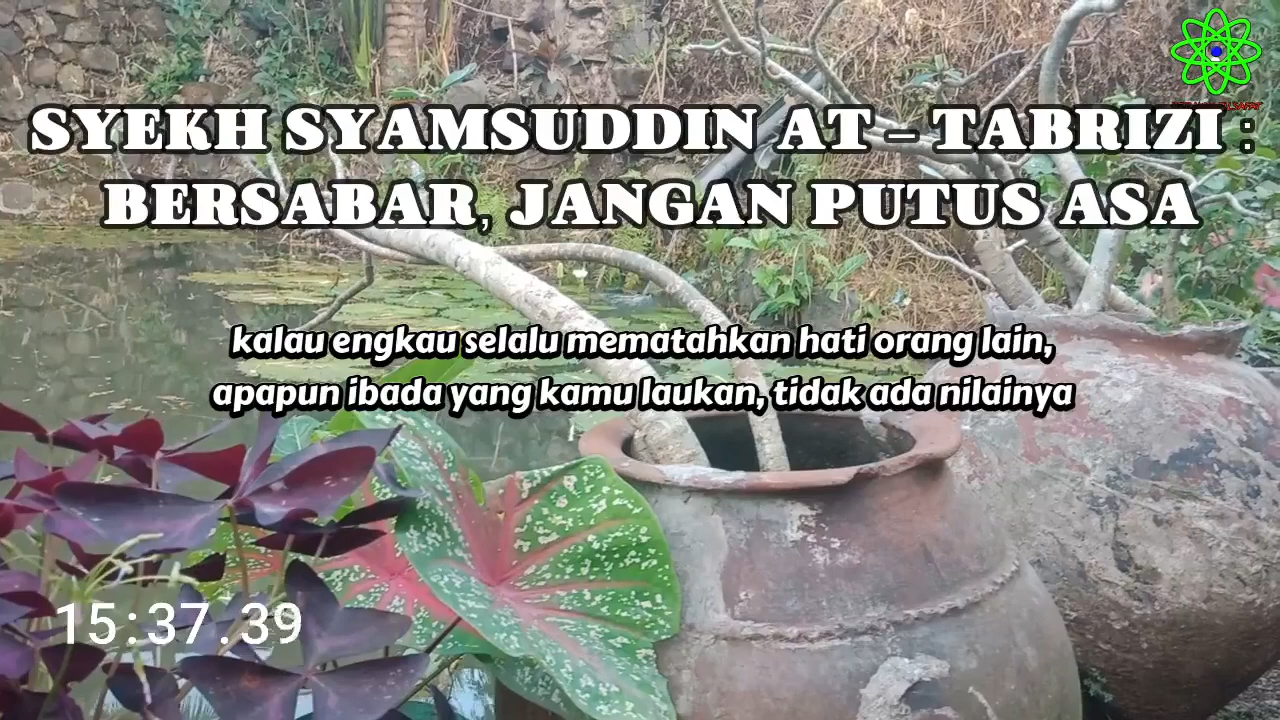 SYEKH SYAMSUDDIN AT – TABRIZI :
BERSABAR, JANGAN PUTUS ASA
kalau engkau selalu mematahkan hati orang lain,
apapun ibada yang kamu laukan, tidak ada nilainya
15:37.39